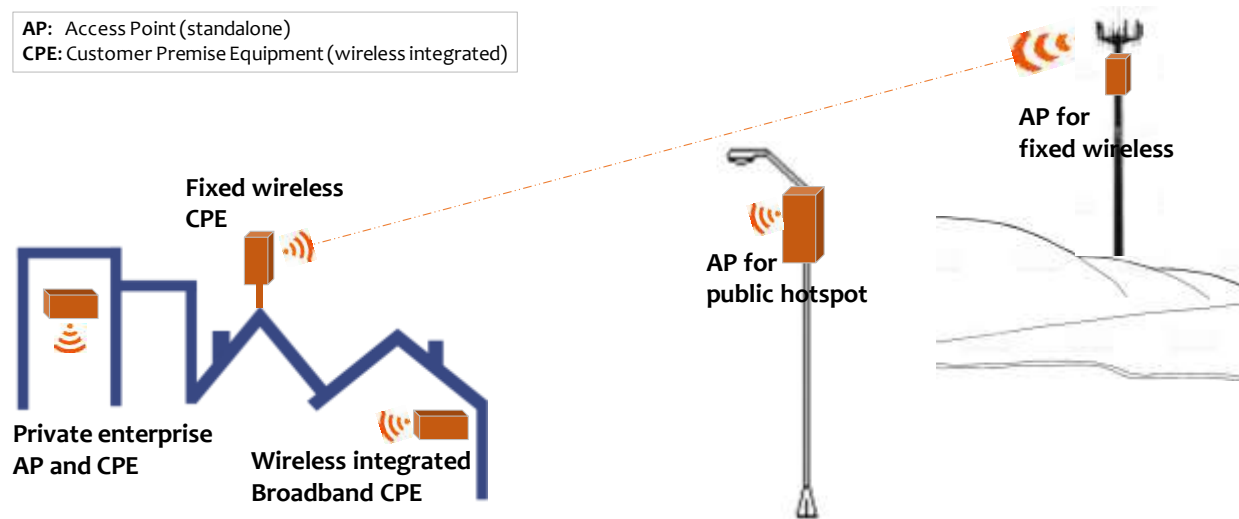 AP: Access Point (standalone)
CPE: Customer Premise Equipment (wireless integrated)
AP for
fixed wireless
Fixed wireless
CPE
AP for
public hotspot
Private enterprise
AP and CPE
Wireless integrated
Broadband CPE